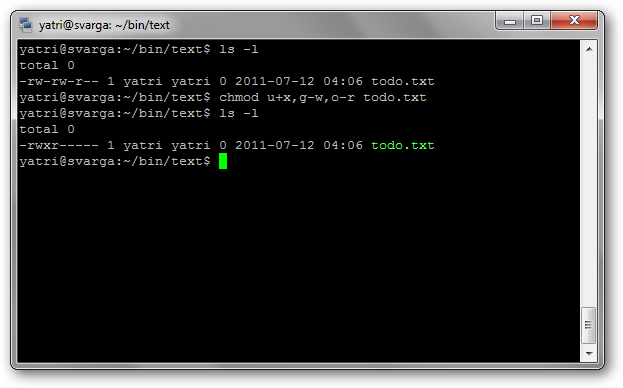 yatri@svarga: ~/bin/text
yatri@svarga:~/bin/text$ ls -l
total 0
-rw-rw-r-- 1 yatri yatri 0 2011-07-12 04:06 todo.txt
yatri@svarga:~/bin/text$ chmod u+x,g-w,o-r todo.txt
yatri@svarga:~/bin/text$ ls -l
total 0
-rwxr----- 1 yatri yatri 0 2011-07-12 04:06 todo.txt
yatri@svarga:~/bin/text$